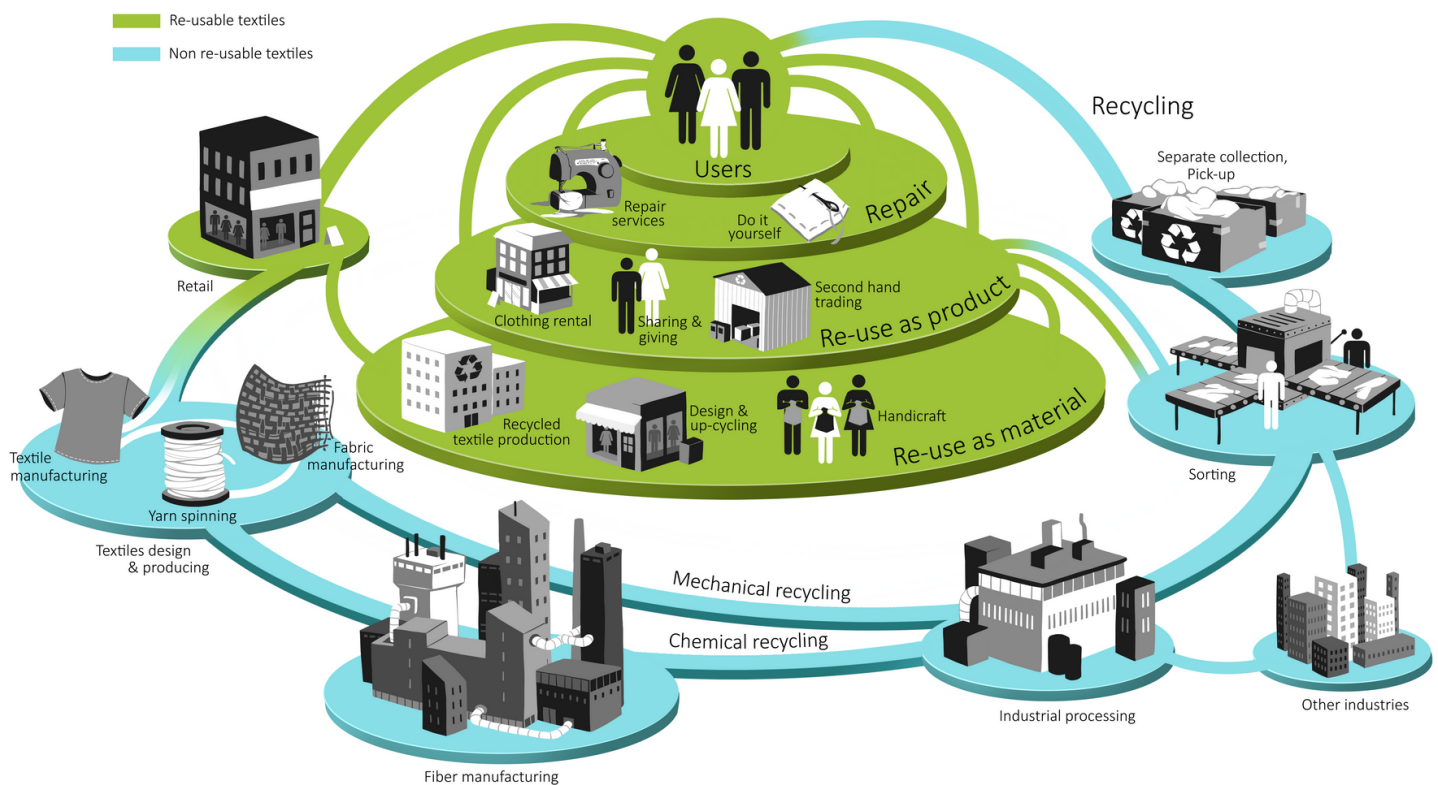 Re-usable textiles
Non re-usable textiles
Recycling
Separate collection,
Pick-up
Users
Repair
services
Do it
yourself
Repair
Retail
Clothing rental
Sharing &
giving
Second hand
trading
Re-use as product
Recycled
textile production
Design &
up-cycling
Handicraft
Re-use as material
Textile
manufacturing
Fabric
manufacturing
Yarn spinning
Textiles design
& producing
Sorting
Mechanical recycling
Chemical recycling
Industrial processing
Other industries
Fiber manufacturing